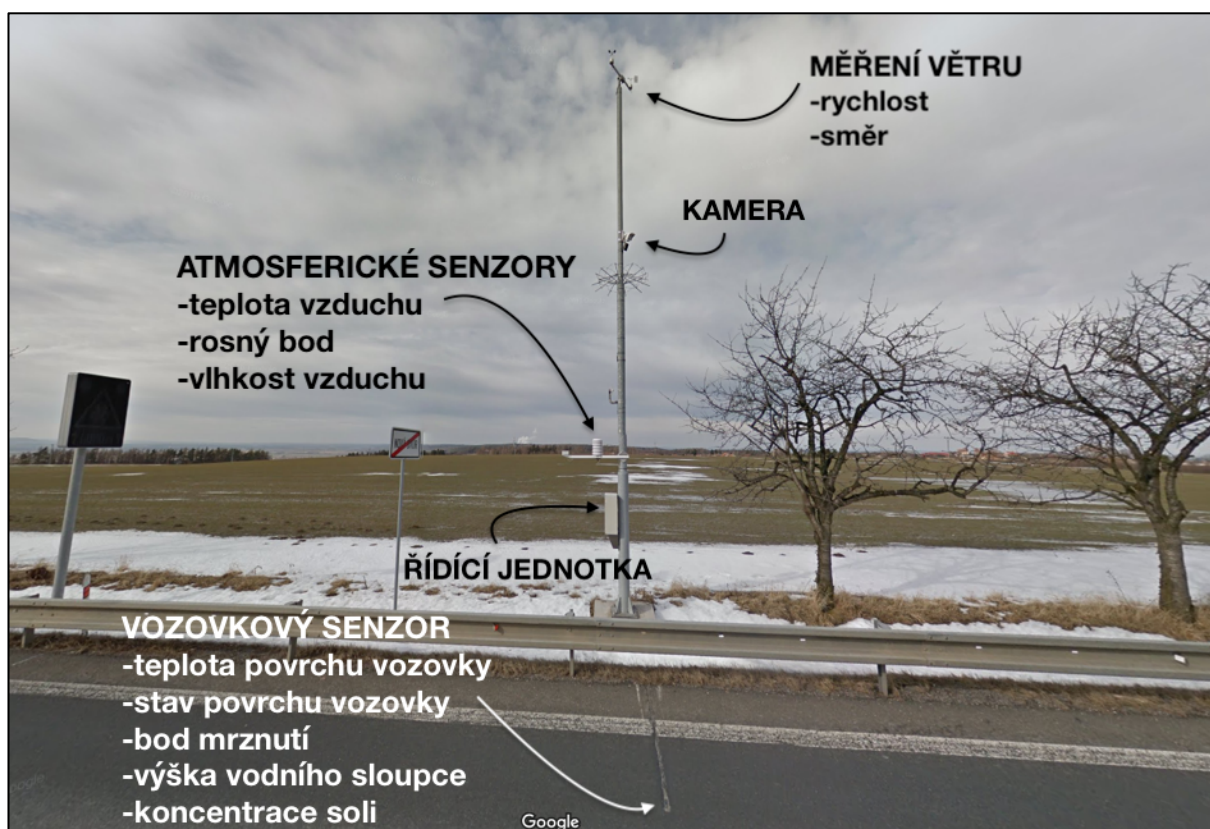 MĚŘENÍ VĚTRU
-rychlost
-směr
KAMERA
ATMOSFERICKÉ SENZORY
-teplota vzduchu
-rosný bod
-vlhkost vzduchu
ŘÍDÍCÍ JEDNOTKA
VOZOVKOVÝ SENZOR
-teplota povrchu vozovky
-stav povrchu vozovky
-bod mrznutí
-výška vodního sloupce
-koncentrace soli
Google